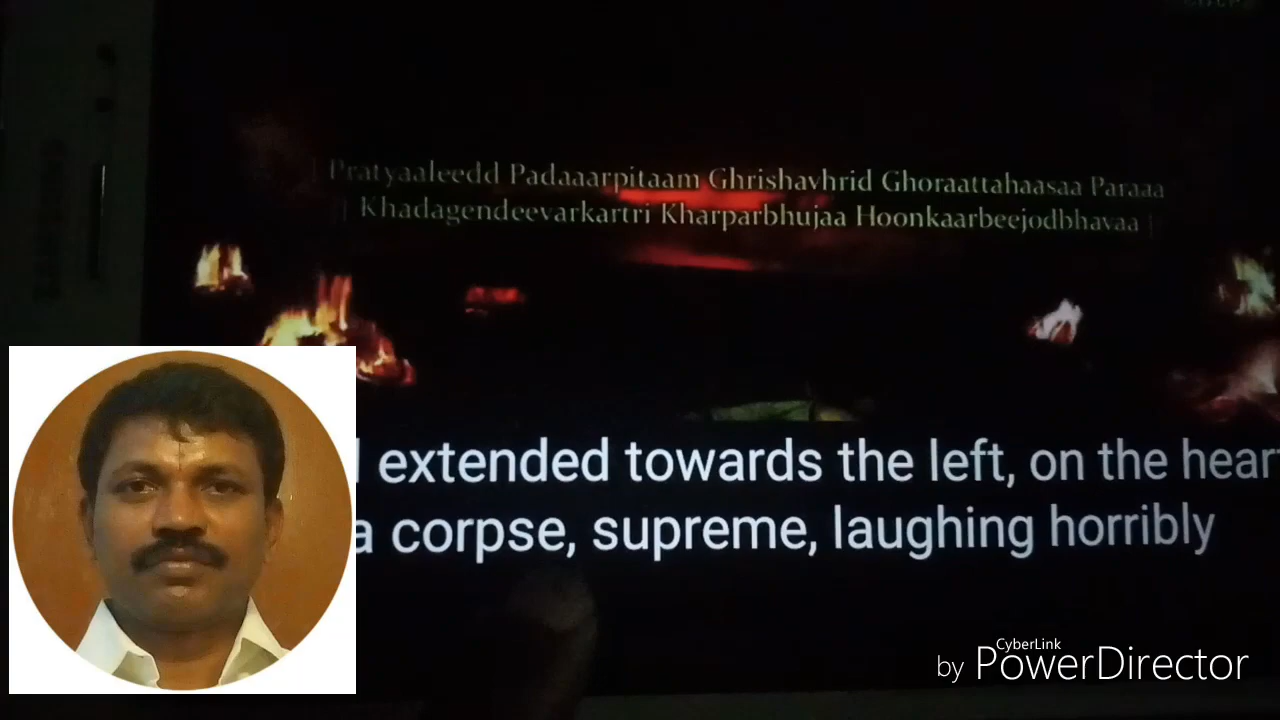 | Pratyaaleedd Padaaarpitaam Ghrishavhrid Ghoraattahaasaa Paraaa
|| Khadagendeevarkartri Kharparbhujaa Hoonkaarbeejodbhavaa |
extended towards the left, on the hear
a corpse, supreme, laughing horribly
CyberLink
by PowerDirector